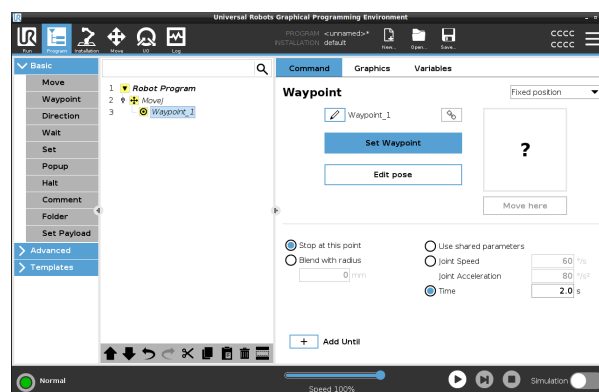 Universal Robots Graphical Programming Environment
UR
Run Program Installation Move I/O Log
PROGRAM <unnamed>*
INSTALLATION default
New... Open... Save...
CCCC
CCCC
Basic
Move
Waypoint
Direction
Wait
Set
Popup
Halt
Comment
Folder
Set Payload
Advanced
Templates
1 Robot Program
2 MoveJ
3 Waypoint_1
Command Graphics Variables
Waypoint
Fixed position
Waypoint_1
Set Waypoint
Edit pose
?
Move here
Stop at this point
Blend with radius
0 mm
Use shared parameters
Joint Speed 60 °/s
Joint Acceleration 80 °/s²
Time 2.0 s
+ Add Until
Normal
Speed 100%
Simulation